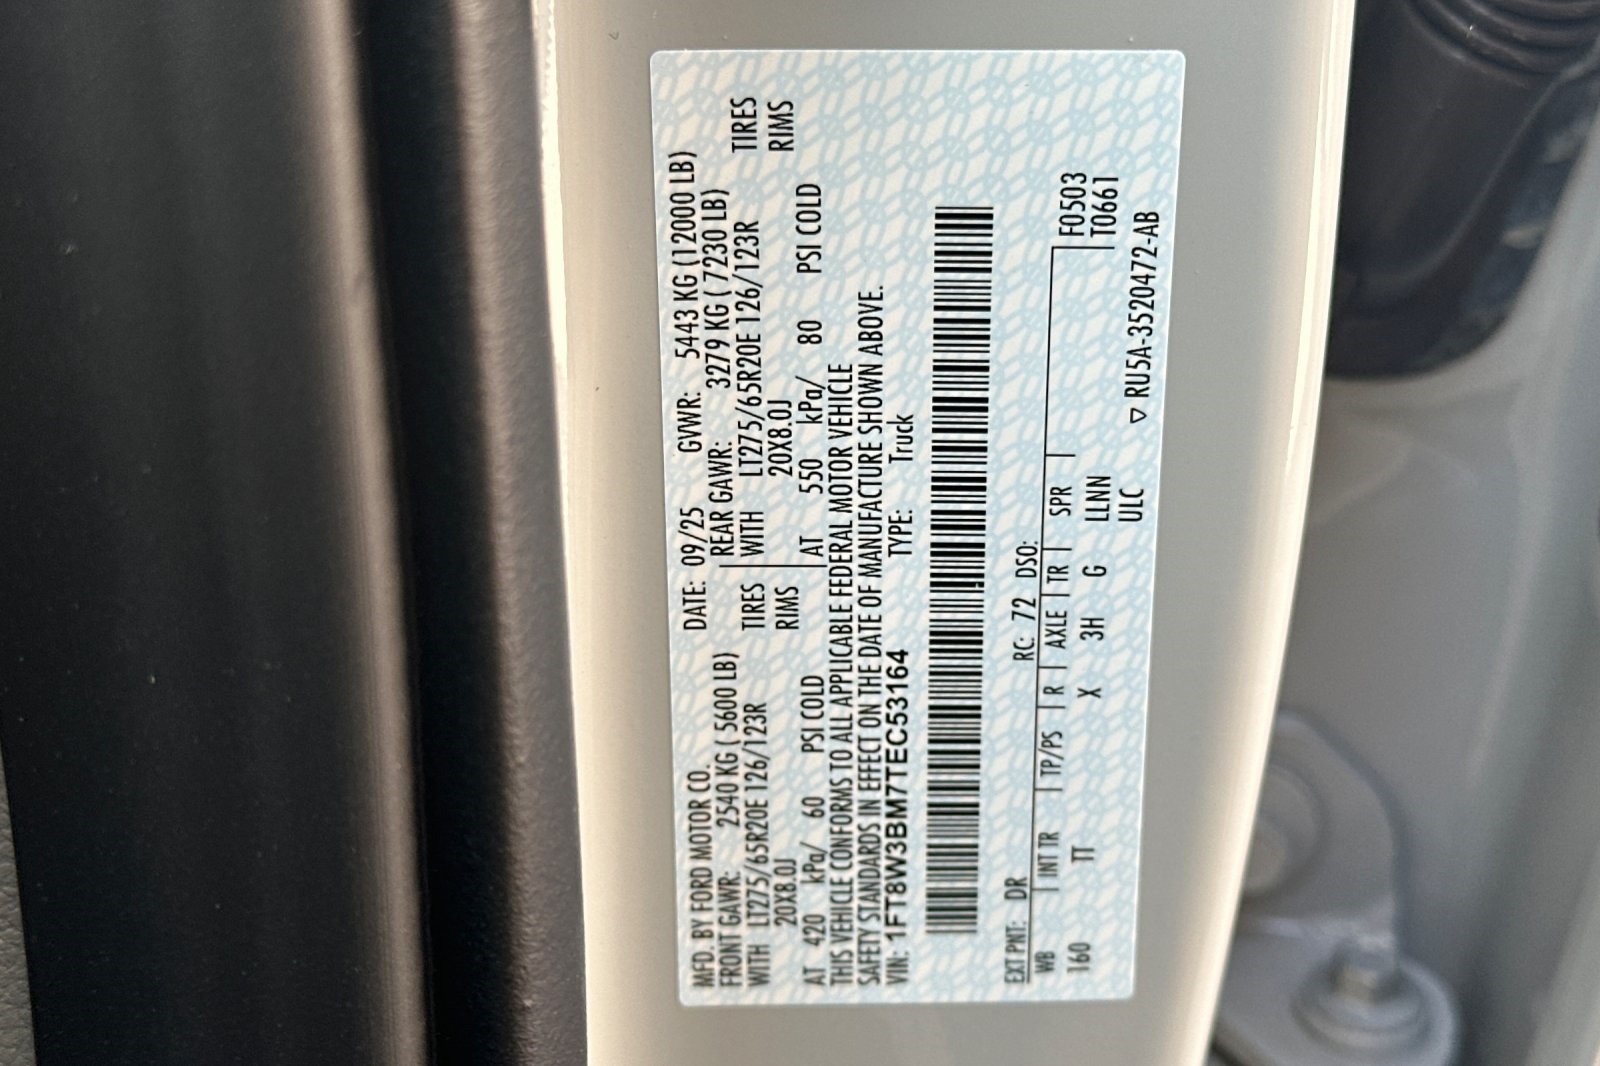 MFD. BY FORD MOTOR CO. DATE: 09/25 GVWR: 5443 KG (12000 LB)
FRONT GAWR: 2540 KG ( 5600 LB) REAR GAWR: 3279 KG ( 7230 LB)
WITH LT275/65R20E 126/123R TIRES WITH LT275/65R20E 126/123R TIRES
20X8.0J RIMS 20X8.0J RIMS
AT 420 kPa/ 60 PSI COLD AT 550 kPa/ 80 PSI COLD
THIS VEHICLE CONFORMS TO ALL APPLICABLE FEDERAL MOTOR VEHICLE
SAFETY STANDARDS IN EFFECT ON THE DATE OF MANUFACTURE SHOWN ABOVE.
VIN: 1FT8W3BM7TEC53164 TYPE: Truck
EXT PNT: DR RC: 72 DSO:
WB INT TR TP/PS R AXLE TR SPR F0503
160 TT X 3H G LLNN T0661
ULC ▽ RU5A-3520472-AB